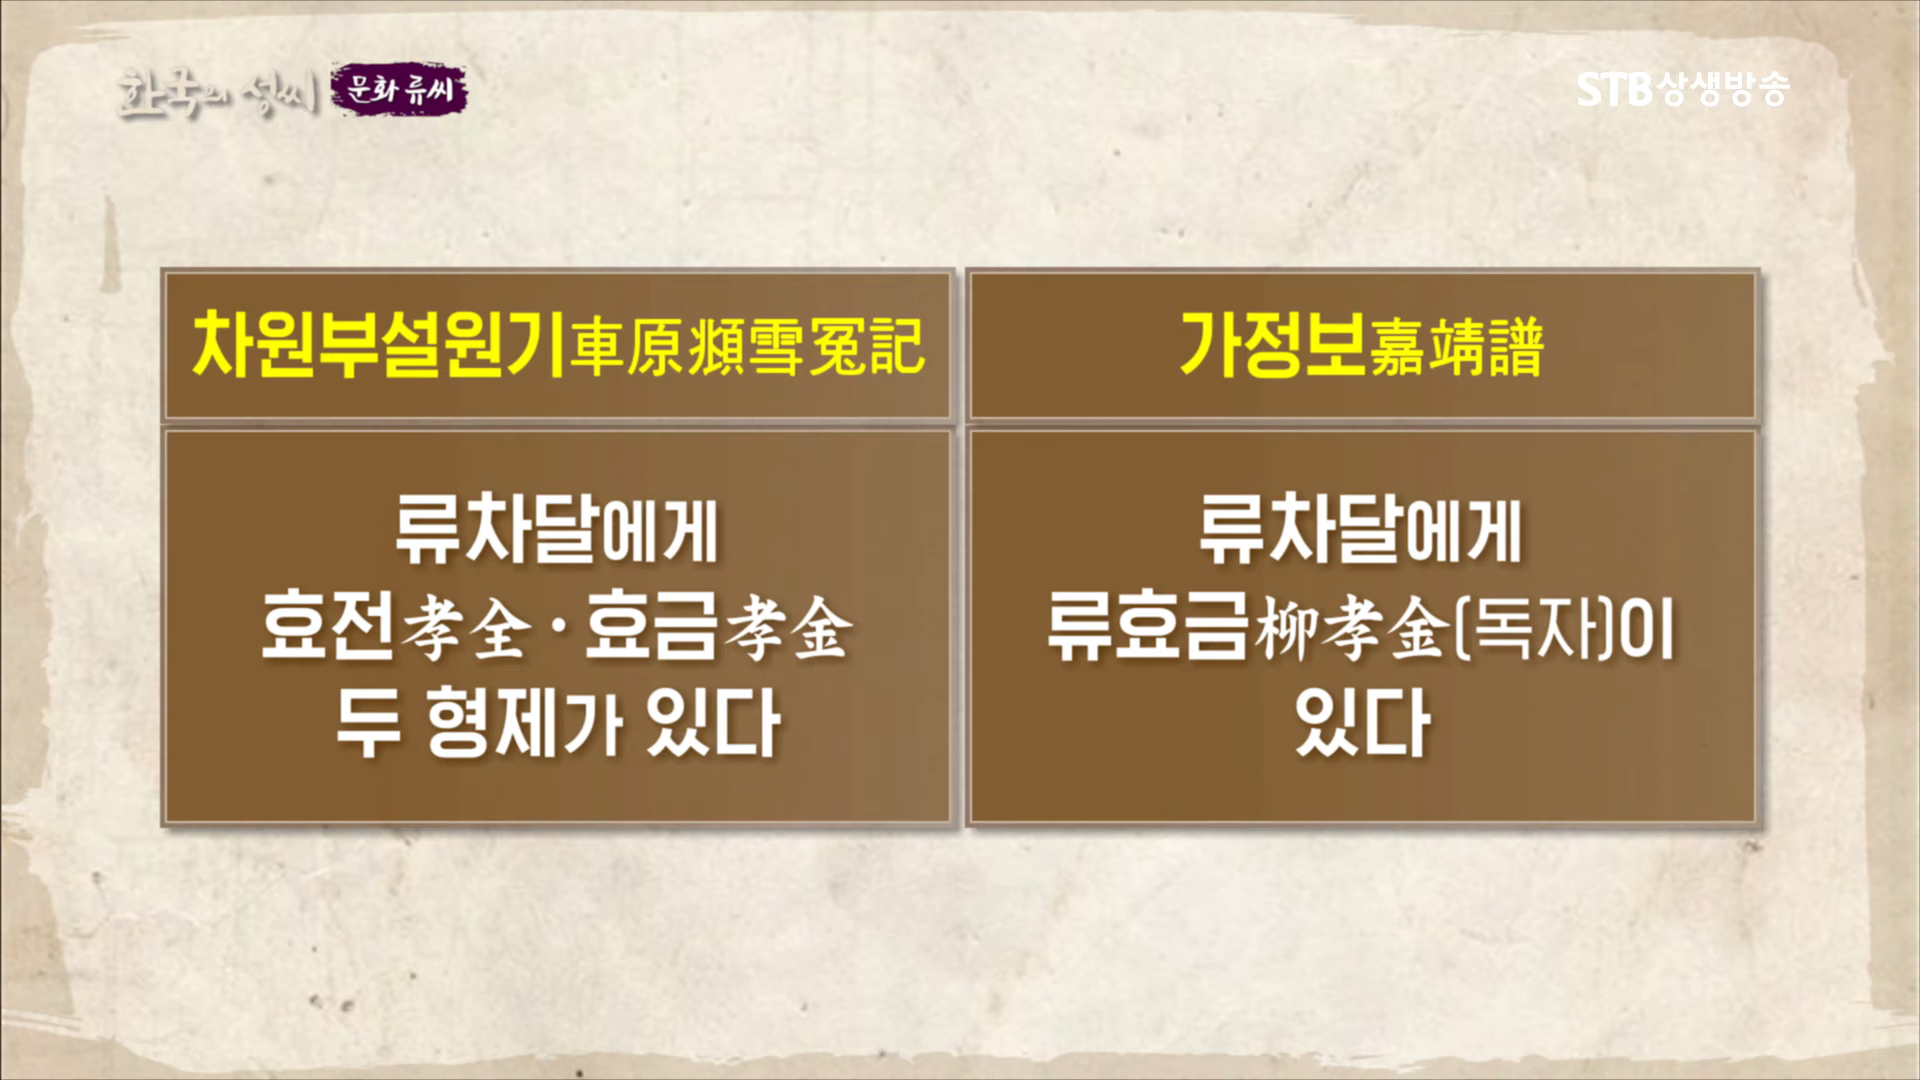 한국의 성씨 문화 류씨
STB상생방송
차원부설원기車原頫雪冤記
가정보嘉靖譜
류차달에게
효전孝全·효금孝金
두 형제가 있다
류차달에게
류효금柳孝金(독자)이
있다